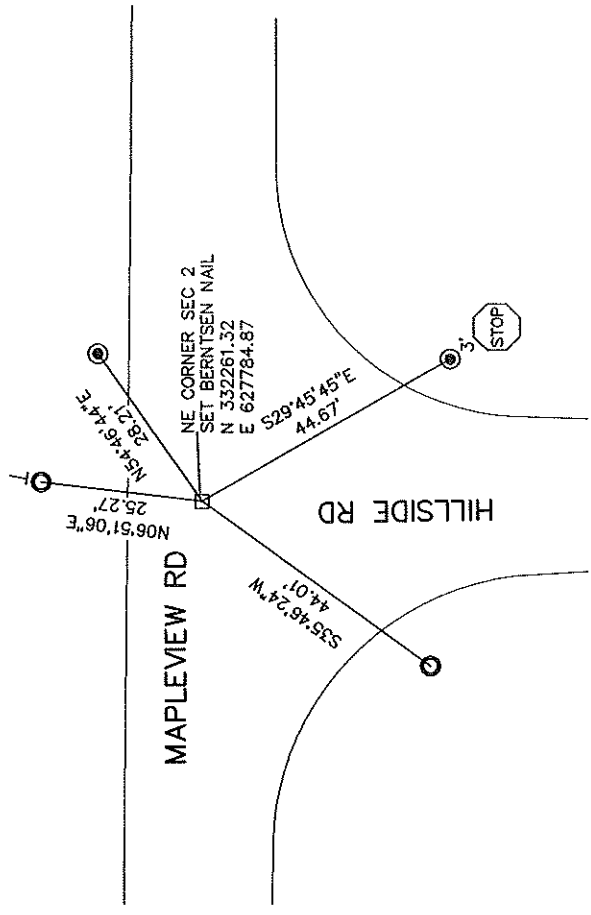 N54°46'44"E
28.21'
N06°51'06"E
25.27'
NE CORNER SEC 2
SET BERNTSEN NAIL
N 332261.32
E 627784.87
MAPLEVIEW RD
S29°45'45"E
44.67'
3'
STOP
S35°46'24"W
44.01'
HILLSIDE RD